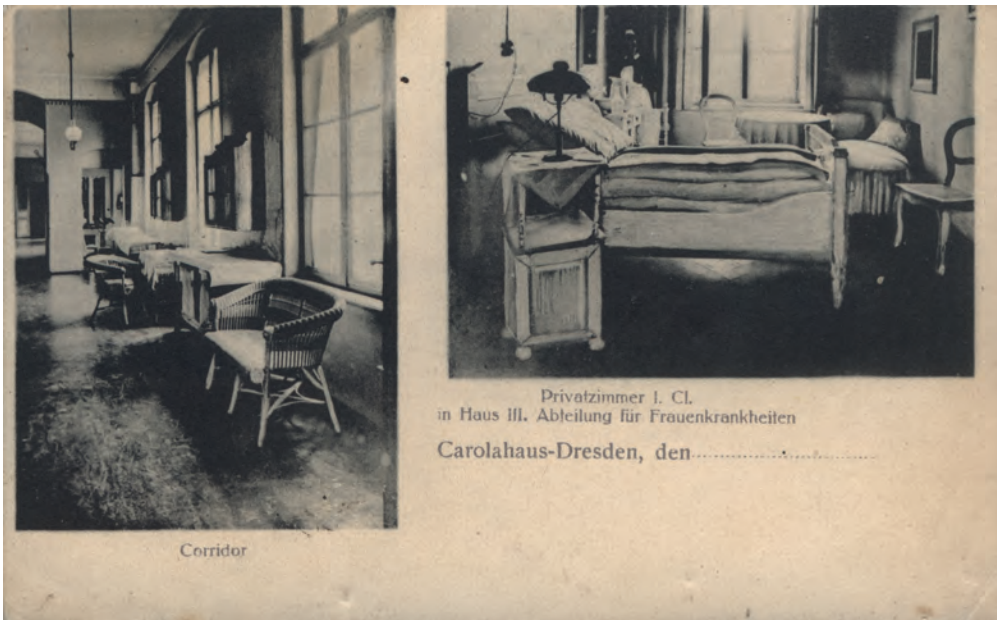 Corridor
Privatzimmer I. Cl.
in Haus III. Abteilung für Frauenkrankheiten
Carolahaus-Dresden, den